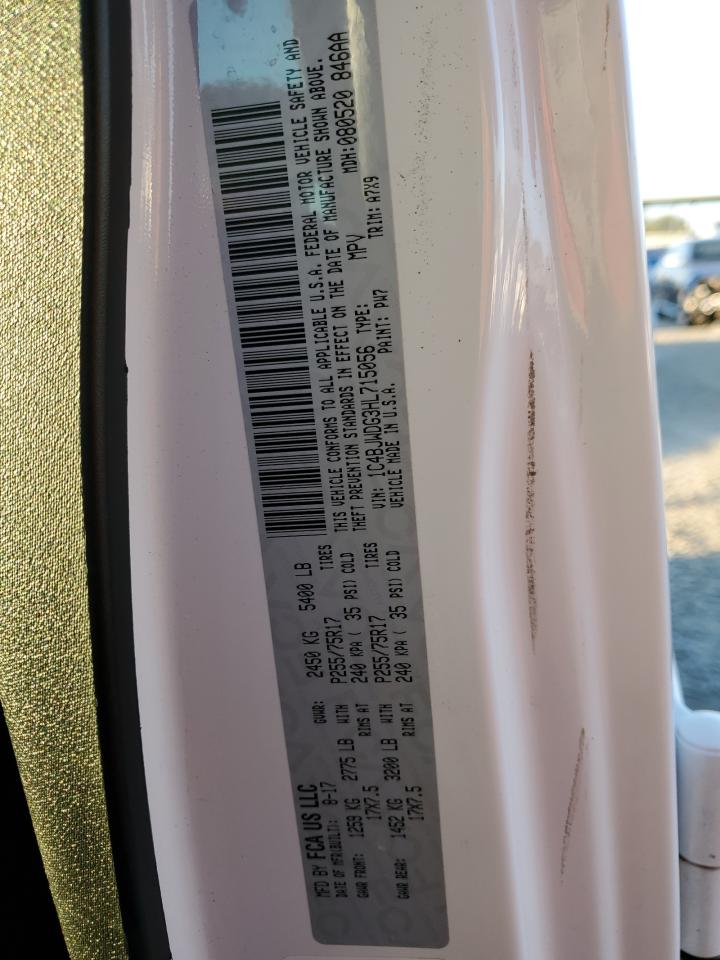 MFD BY FCA US LLC
DATE OF MFR(BUILT): 8-17 GVWR: 2450 KG 5400 LB
GAWR FRONT: 1259 KG 2775 LB WITH P255/75R17 TIRES
17X7.5 RIMS AT 240 KPA ( 35 PSI) COLD
GAWR REAR: 1452 KG 3200 LB WITH P255/75R17 TIRES
17X7.5 RIMS AT 240 KPA ( 35 PSI) COLD
THIS VEHICLE CONFORMS TO ALL APPLICABLE U.S.A. FEDERAL MOTOR VEHICLE SAFETY AND
THEFT PREVENTION STANDARDS IN EFFECT ON THE DATE OF MANUFACTURE SHOWN ABOVE.
VIN: 1C4BJWDG3HL715056 TYPE: MPV MDH:080520 846AA
VEHICLE MADE IN U.S.A. PAINT: PW7 TRIM: A7X9